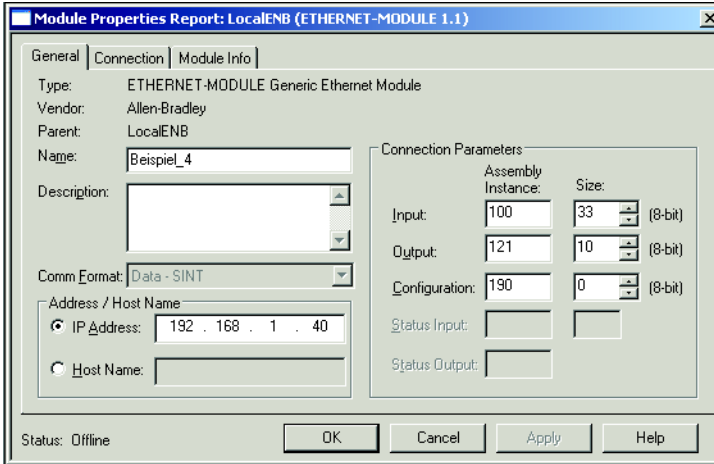 Module Properties Report: LocalENB (ETHERNET-MODULE 1.1)
General Connection Module Info
Type: ETHERNET-MODULE Generic Ethernet Module
Vendor: Allen-Bradley
Parent: LocalENB
Name: Beispiel_4
Description:
Comm Format: Data - SINT
Address / Host Name
IP Address: 192 . 168 . 1 . 40
Host Name:
Connection Parameters
Assembly Instance: Size:
Input: 100 33 (8-bit)
Output: 121 10 (8-bit)
Configuration: 190 0 (8-bit)
Status Input:
Status Output:
Status: Offline
OK Cancel Apply Help